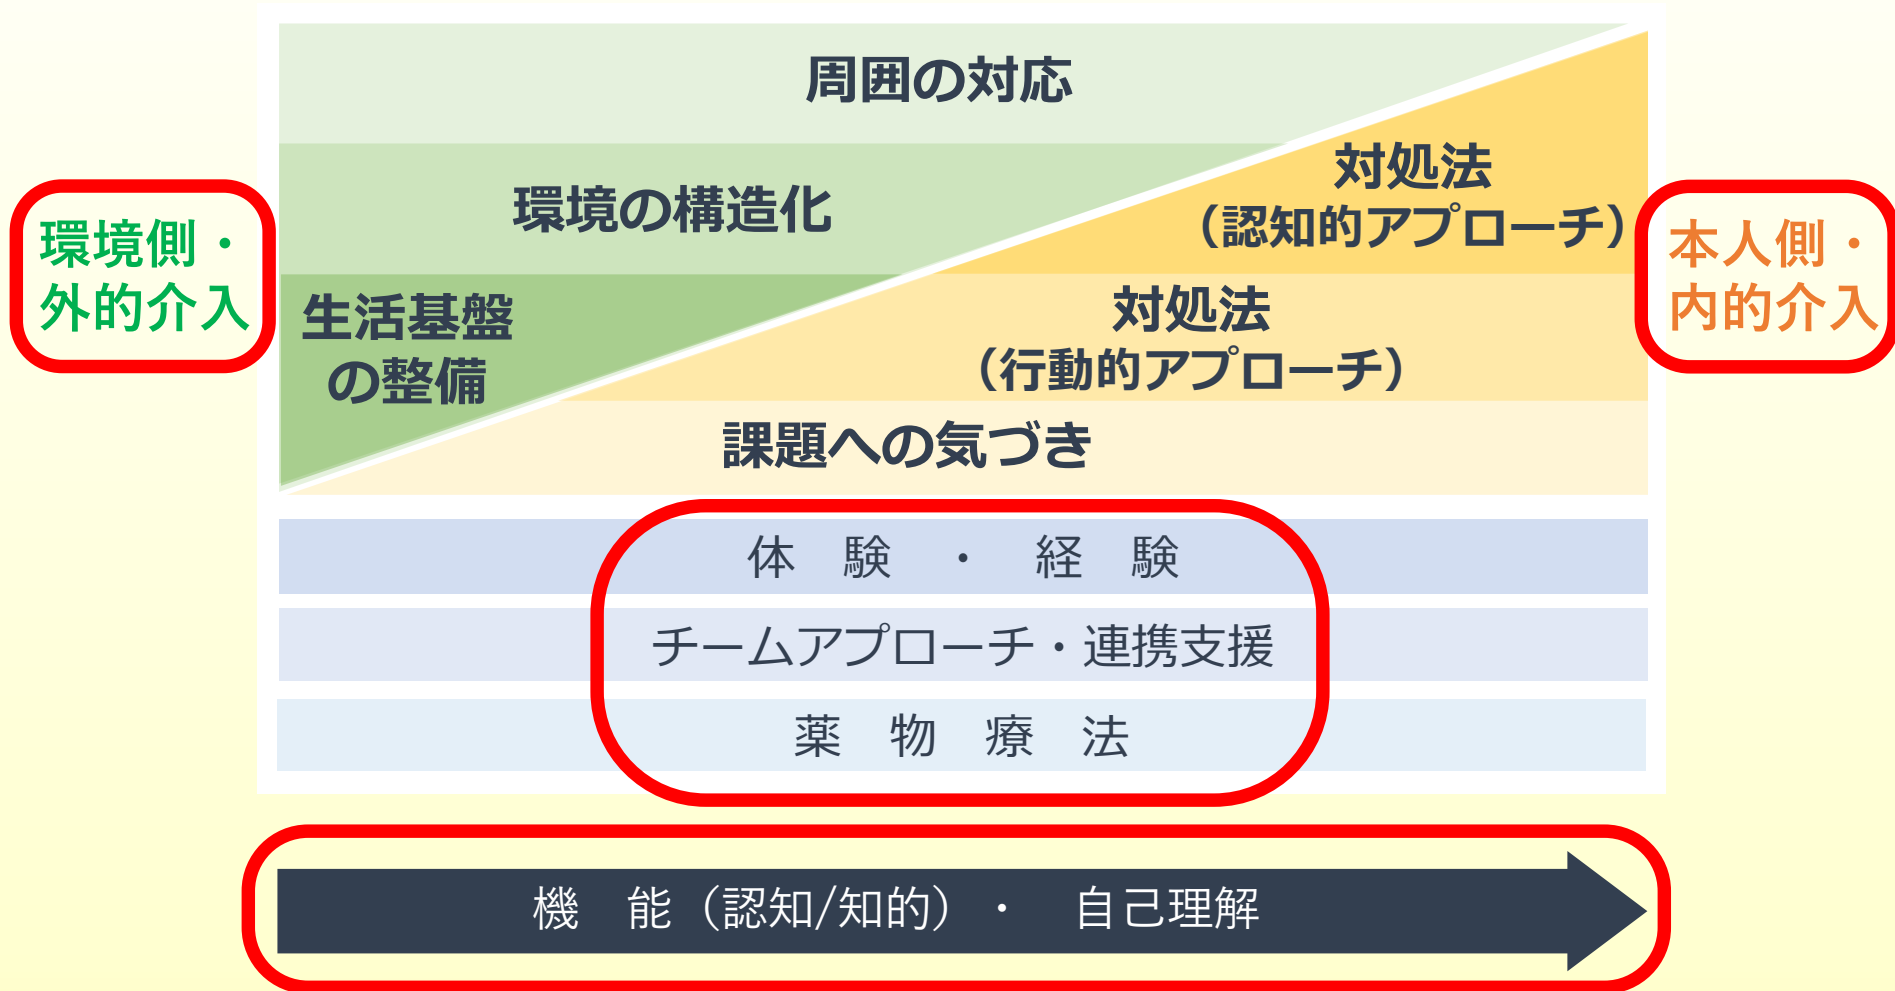 周囲の対応
環境の構造化
対処法
（認知的アプローチ）
環境側・
外的介入
本人側・
内的介入
生活基盤
の整備
対処法
（行動的アプローチ）
課題への気づき
体　験　・　経　験
チームアプローチ・連携支援
薬　物　療　法
機　能（認知/知的）・　自己理解